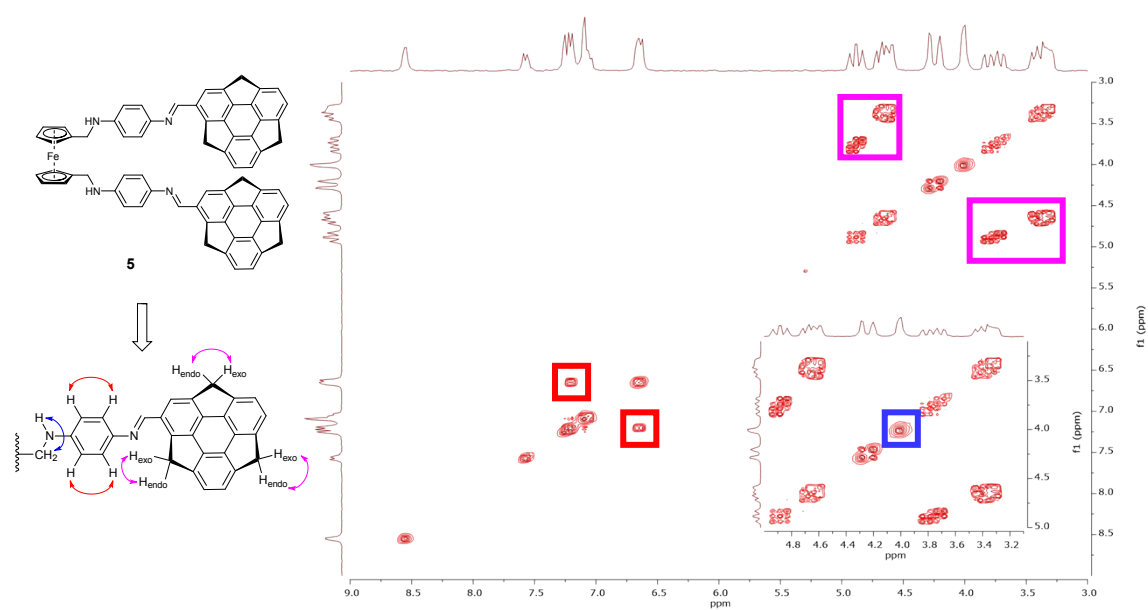 NH
N
Fe
NH
N
5
H
H
H
N
CH2
H
H
N
Hendo
Hexo
Hexo
Hendo
Hexo
Hendo
3.0
3.5
4.0
4.5
5.0
5.5
6.0
6.5
7.0
7.5
8.0
8.5
f1 (ppm)
9.0 8.5 8.0 7.5 7.0 6.5 6.0 5.5 5.0 4.5 4.0 3.5 3.0
ppm
3.5
4.0
4.5
5.0
f1 (ppm)
4.8 4.6 4.4 4.2 4.0 3.8 3.6 3.4 3.2
ppm